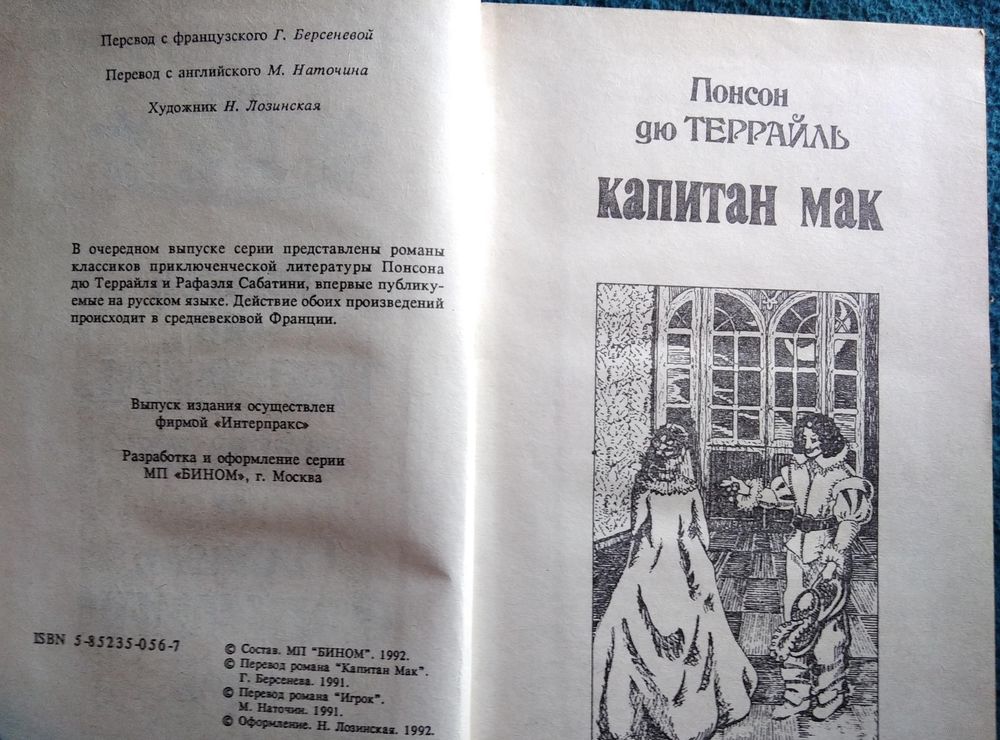 Перевод с французского Г. Берсеневой
Перевод с английского М. Наточина
Художник Н. Лозинская
В очередном выпуске серии представлены романы
классиков приключенческой литературы Понсона
дю Террайля и Рафаэля Сабатини, впервые публику-
емые на русском языке. Действие обоих произведений
происходит в средневековой Франции.
Выпуск издания осуществлен
фирмой «Интерпракс»
Разработка и оформление серии
МП «БИНОМ», г. Москва
ISBN 5-85235-056-7
© Состав. МП "БИНОМ". 1992.
© Перевод романа "Капитан Мак".
Г. Берсенева. 1991.
© Перевод романа "Игрок".
М. Наточин. 1991.
© Оформление. Н. Лозинская. 1992.
Понсон
дю ТЕРРАЙЛЬ
КАПИТАН МАК